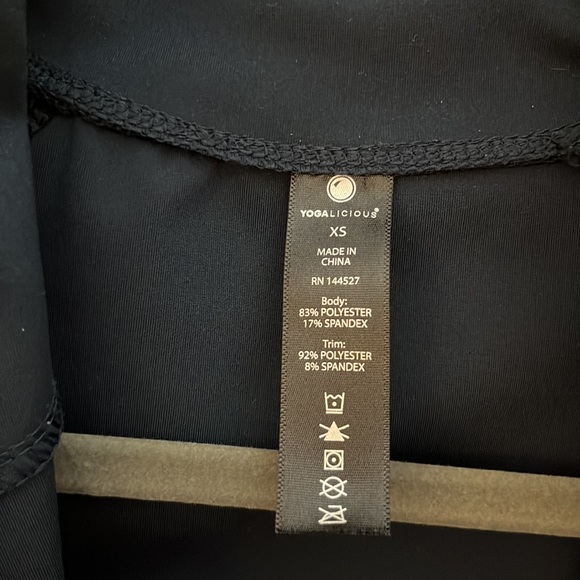 YOGALICIOUS®
XS
MADE IN
CHINA
RN 144527
Body:
83% POLYESTER
17% SPANDEX
Trim:
92% POLYESTER
8% SPANDEX